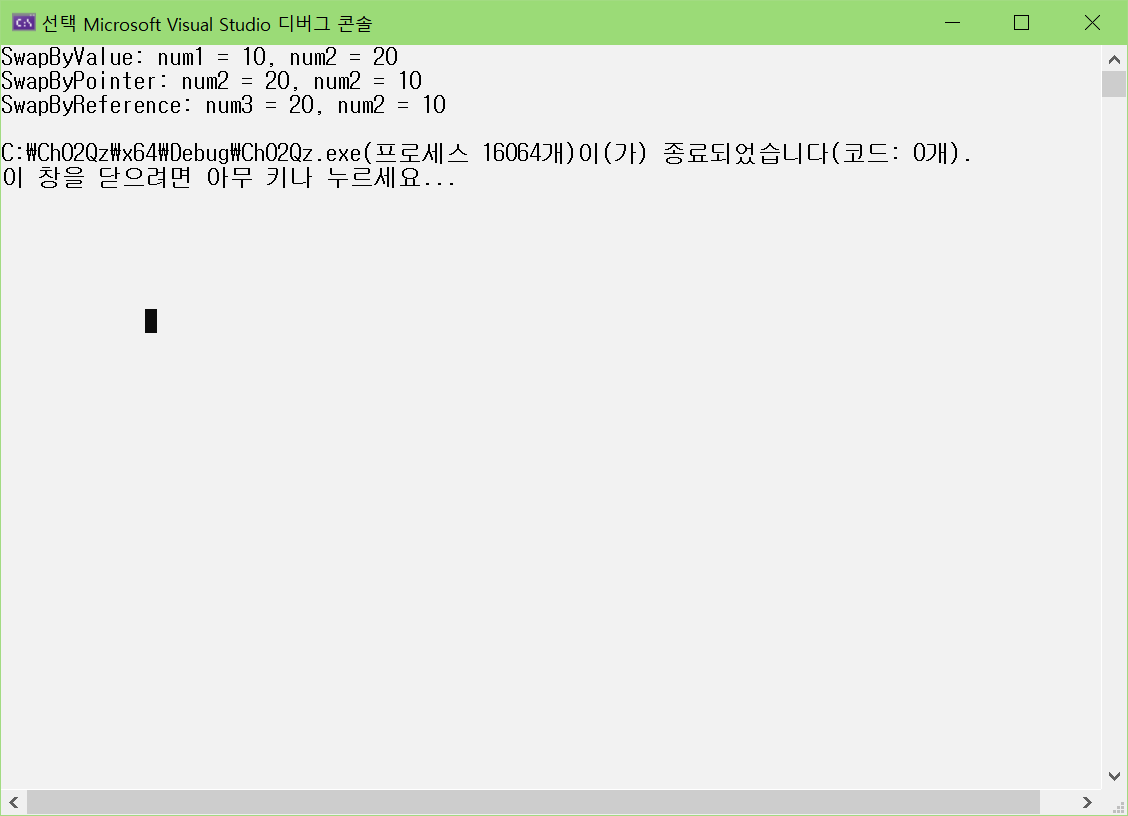 선택 Microsoft Visual Studio 디버그 콘솔
SwapByValue: num1 = 10, num2 = 20
SwapByPointer: num2 = 20, num2 = 10
SwapByReference: num3 = 20, num2 = 10
C:₩Ch02Qz₩x64₩Debug₩Ch02Qz.exe(프로세스 16064개)이(가) 종료되었습니다(코드: 0개).
이 창을 닫으려면 아무 키나 누르세요...